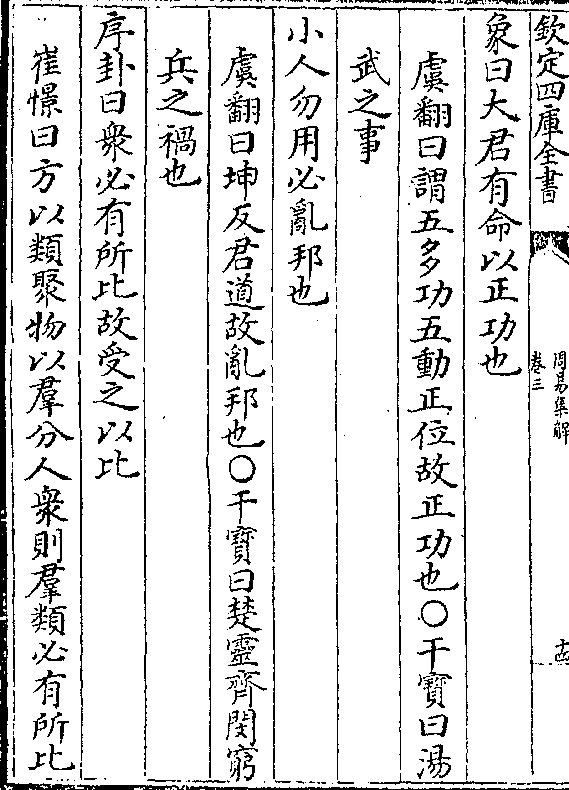 欽定四庫全書
周易集解
卷三
十四
象曰大君有命以正功也
虞翻曰謂五多功五動正位故正功也○干寶曰湯
武之事
小人勿用必亂邦也
虞翻曰坤反君道故亂邦也○干寶曰楚靈齊閔窮
兵之禍也
序卦曰衆必有所比故受之以比
崔憬曰方以類聚物以羣分人衆則羣類必有所比